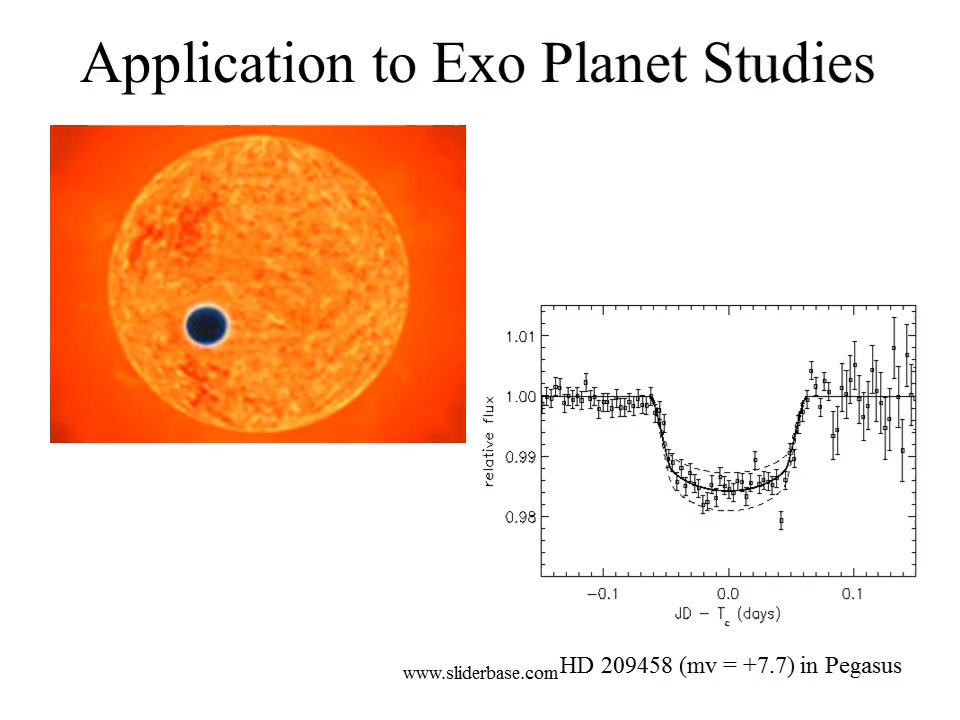 Application to Exo Planet Studies
1.01
1.00
0.99
0.98
relative flux
−0.1
0.0
0.1
JD − Tc (days)
www.sliderbase.com
HD 209458 (mv = +7.7) in Pegasus